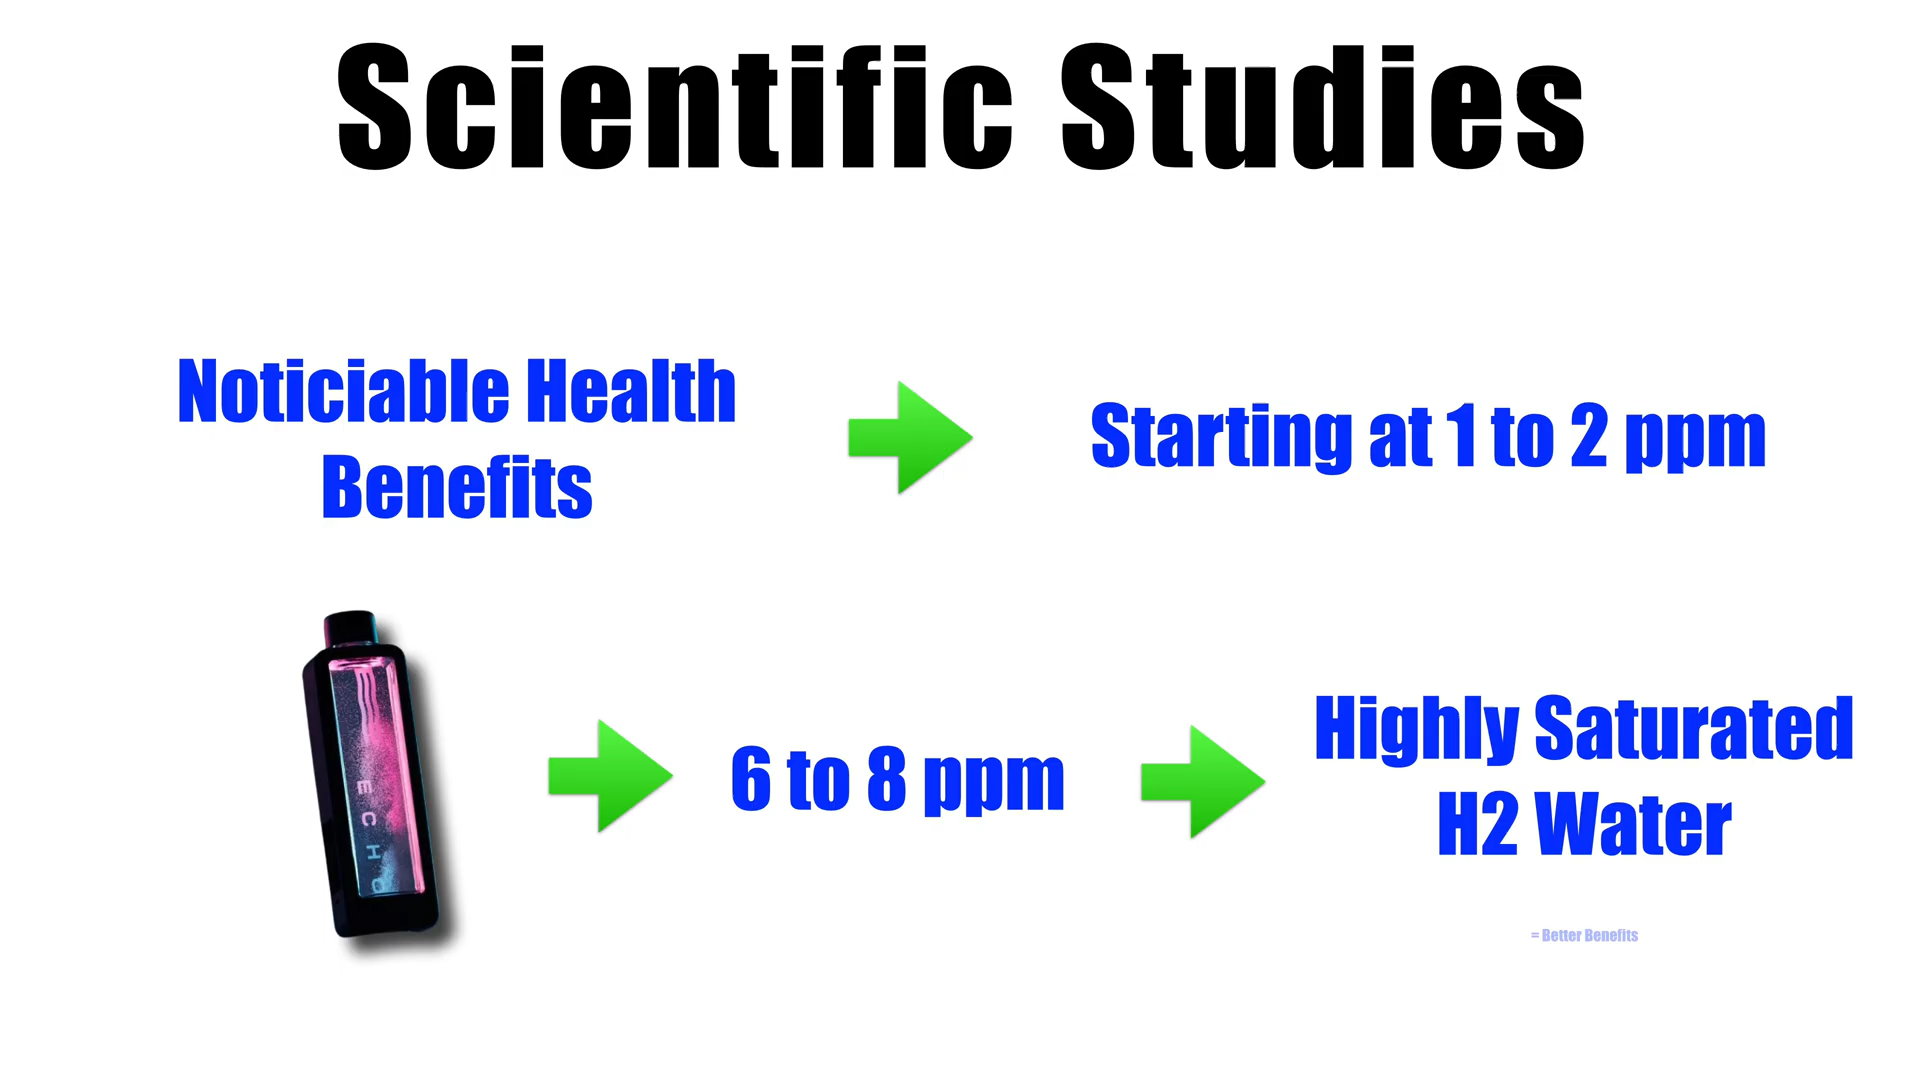 Scientific Studies
Noticiable Health
Benefits
Starting at 1 to 2 ppm
ECHO
6 to 8 ppm
Highly Saturated
H2 Water
= Better Benefits